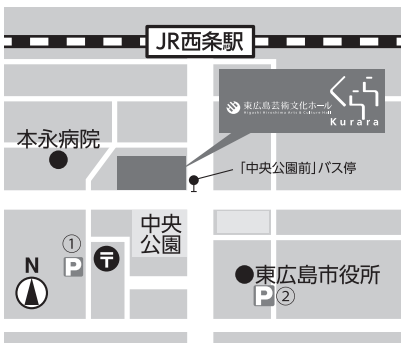 JR西条駅
東広島芸術文化ホール
Higashi Hiroshima Arts & Culture Hall
くらら
Kurara
本永病院
「中央公園前」バス停
中央
公園
①
P
〒
N
●東広島市役所
P②